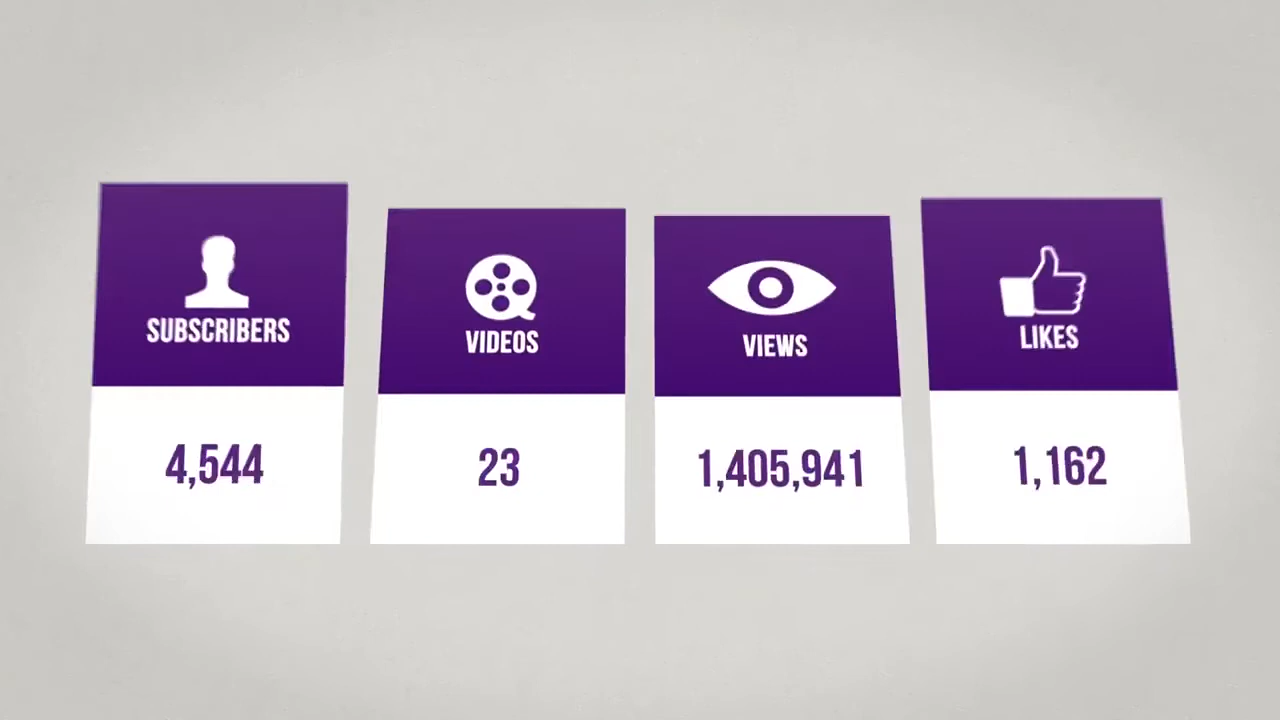 SUBSCRIBERS
4,544
VIDEOS
23
VIEWS
1,405,941
LIKES
1,162